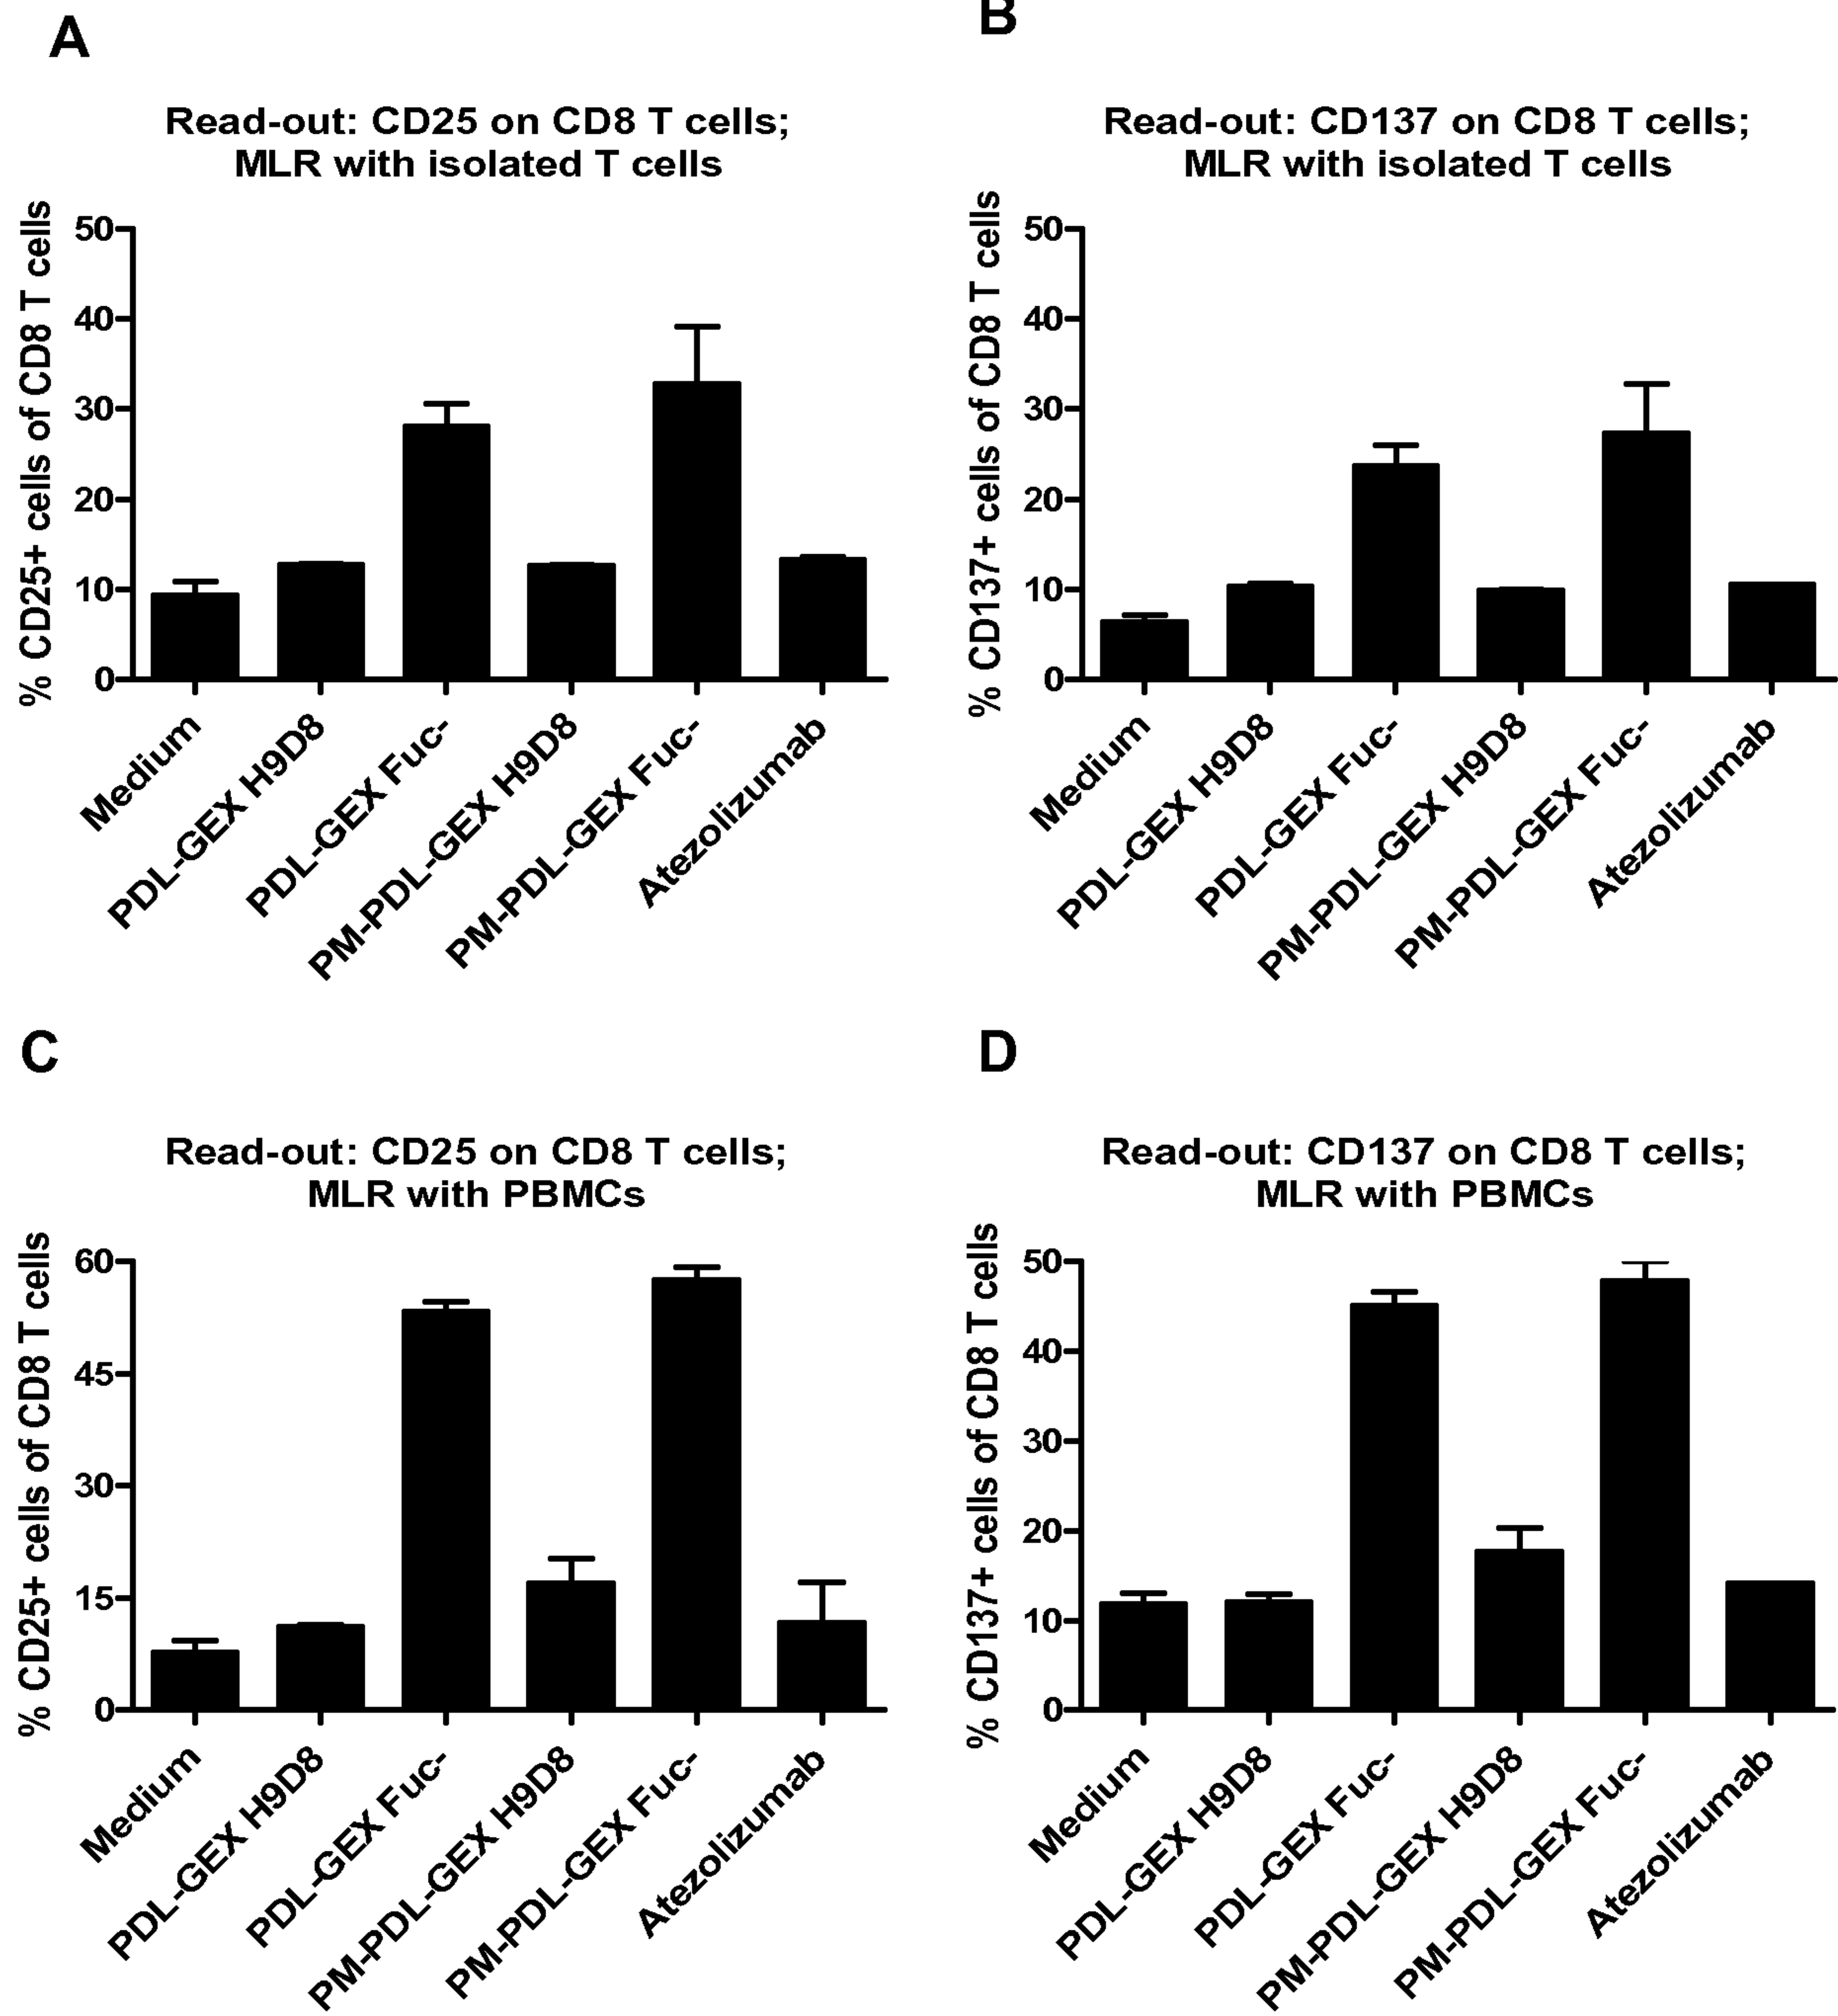 A
Read-out: CD25 on CD8 T cells;
MLR with isolated T cells
% CD25+ cells of CD8 T cells
50
40
30
20
10
0
Medium
PDL-GEX H9D8
PDL-GEX Fuc-
PM-PDL-GEX H9D8
PM-PDL-GEX Fuc-
Atezolizumab
B
Read-out: CD137 on CD8 T cells;
MLR with isolated T cells
% CD137+ cells of CD8 T cells
50
40
30
20
10
0
Medium
PDL-GEX H9D8
PDL-GEX Fuc-
PM-PDL-GEX H9D8
PM-PDL-GEX Fuc-
Atezolizumab
C
Read-out: CD25 on CD8 T cells;
MLR with PBMCs
% CD25+ cells of CD8 T cells
60
45
30
15
0
Medium
PDL-GEX H9D8
PDL-GEX Fuc-
PM-PDL-GEX H9D8
PM-PDL-GEX Fuc-
Atezolizumab
D
Read-out: CD137 on CD8 T cells;
MLR with PBMCs
% CD137+ cells of CD8 T cells
50
40
30
20
10
0
Medium
PDL-GEX H9D8
PDL-GEX Fuc-
PM-PDL-GEX H9D8
PM-PDL-GEX Fuc-
Atezolizumab